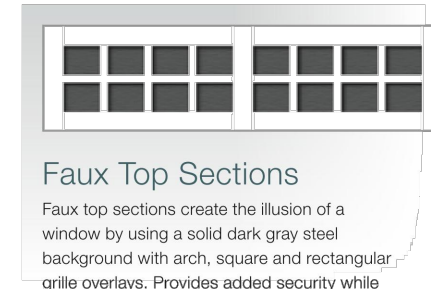 Faux Top Sections
Faux top sections create the illusion of a
window by using a solid dark gray steel
background with arch, square and rectangular
grille overlays. Provides added security while